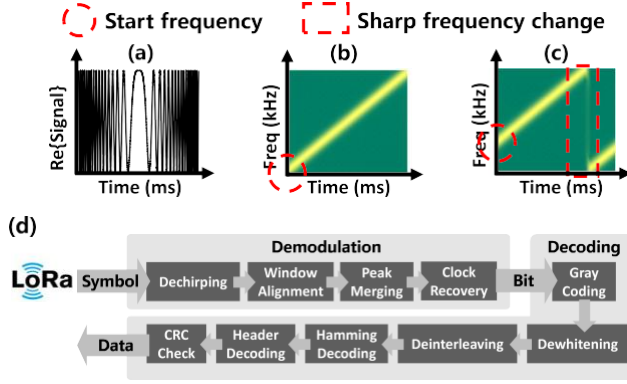 Start frequency
Sharp frequency change
(a)
(b)
(c)
Re{Signal}
Time (ms)
Freq (kHz)
Time (ms)
Freq (kHz)
Time (ms)
(d)
Demodulation
Decoding
LoRa
Symbol
Dechirping
Window
Alignment
Peak
Merging
Clock
Recovery
Bit
Gray
Coding
Data
CRC
Check
Header
Decoding
Hamming
Decoding
Deinterleaving
Dewhitening